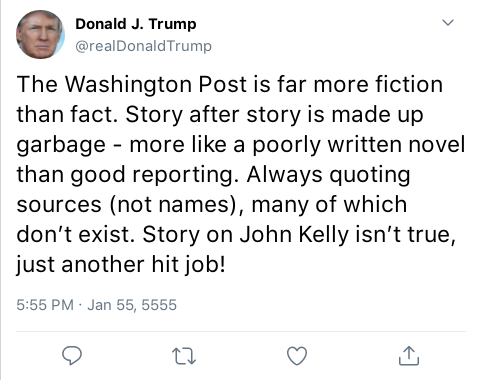 Donald J. Trump
@realDonaldTrump
The Washington Post is far more fiction
than fact. Story after story is made up
garbage - more like a poorly written novel
than good reporting. Always quoting
sources (not names), many of which
don’t exist. Story on John Kelly isn’t true,
just another hit job!
5:55 PM · Jan 55, 5555